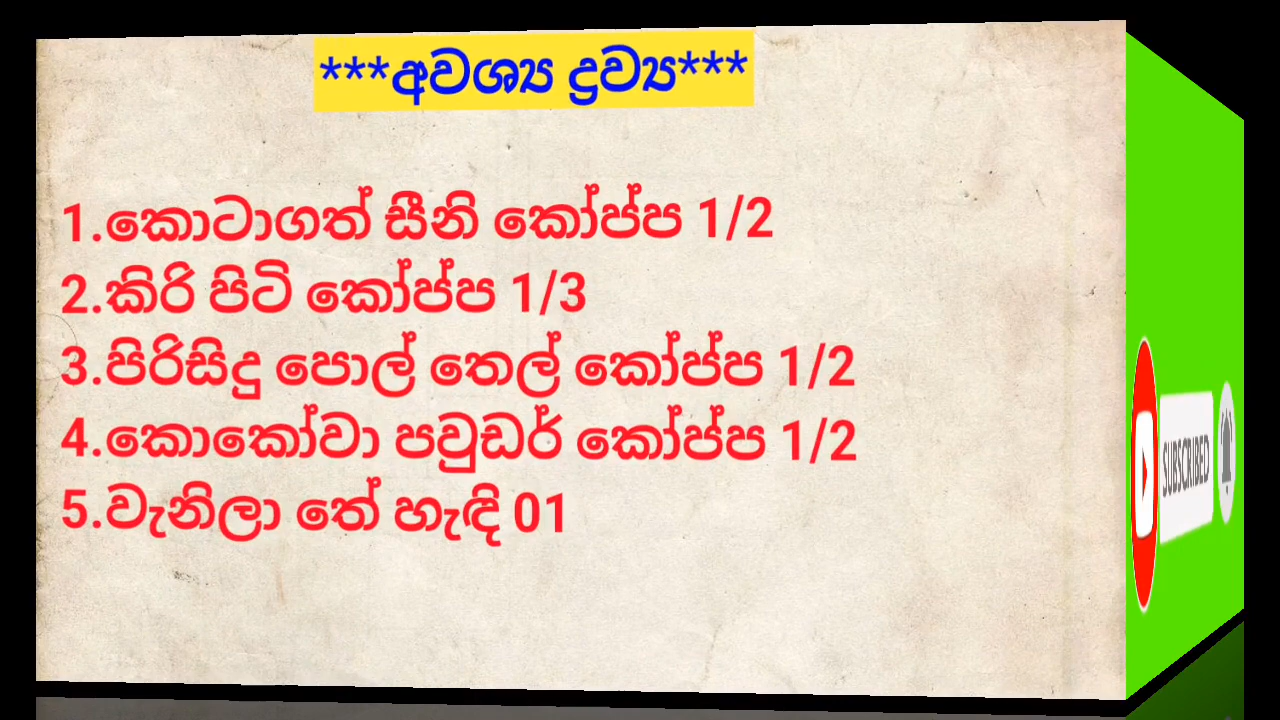 ***අවශ්‍ය ද්‍රව්‍ය***
1.කොටාගත් සීනි කෝප්ප 1/2
2.කිරි පිටි කෝප්ප 1/3
3.පිරිසිදු පොල් තෙල් කෝප්ප 1/2
4.කොකෝවා පවුඩර් කෝප්ප 1/2
5.වැනිලා තේ හැඳි 01
SUBSCRIBED